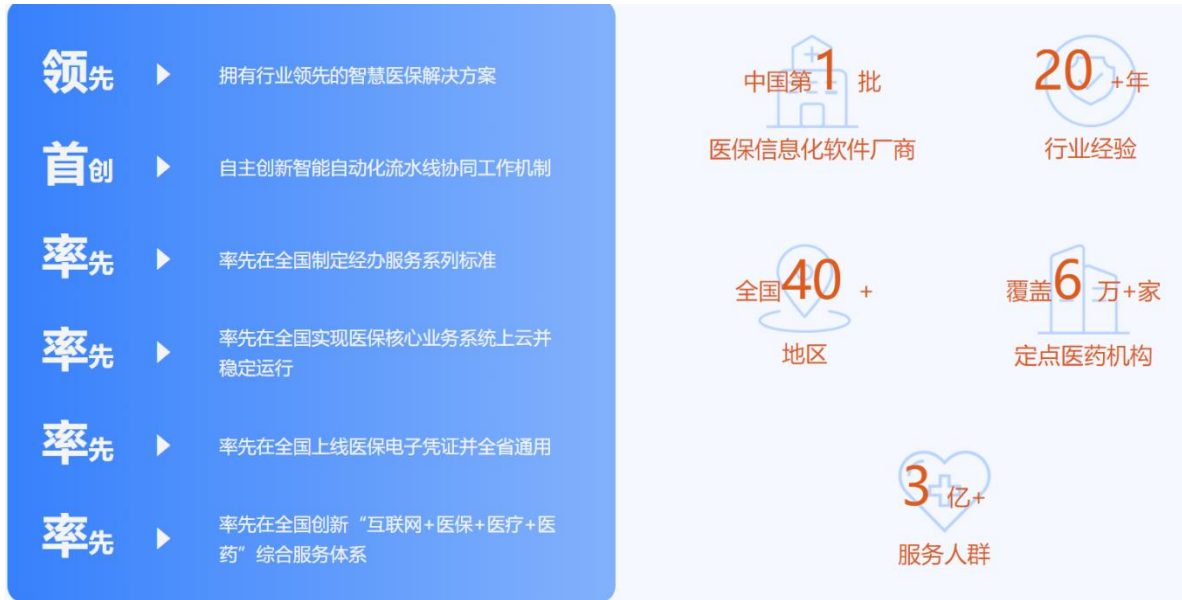 领先
拥有行业领先的智慧医保解决方案
首创
自主创新智能自动化流水线协同工作机制
率先
率先在全国制定经办服务系列标准
率先
率先在全国实现医保核心业务系统上云并
稳定运行
率先
率先在全国上线医保电子凭证并全省通用
率先
率先在全国创新“互联网+医保+医疗+医
药”综合服务体系
中国第1批
医保信息化软件厂商
20+年
行业经验
全国40+
地区
覆盖6万+家
定点医药机构
3亿+
服务人群